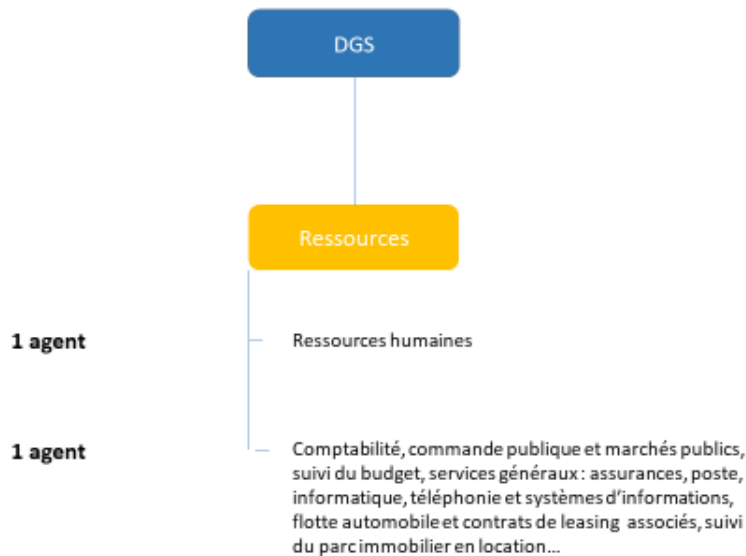 DGS
Ressources
1 agent
Ressources humaines
1 agent
Comptabilité, commande publique et marchés publics,
suivi du budget, services généraux : assurances, poste,
informatique, téléphonie et systèmes d'informations,
flotte automobile et contrats de leasing associés, suivi
du parc immobilier en location...